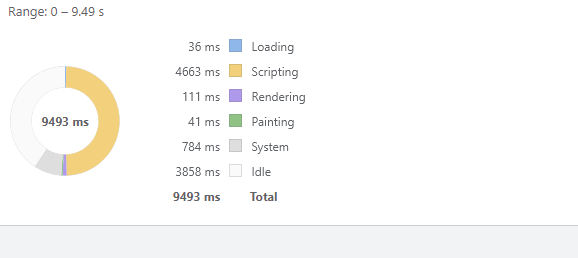 Range: 0 – 9.49 s
36 ms Loading
4663 ms Scripting
111 ms Rendering
9493 ms
41 ms Painting
784 ms System
3858 ms Idle
9493 ms Total